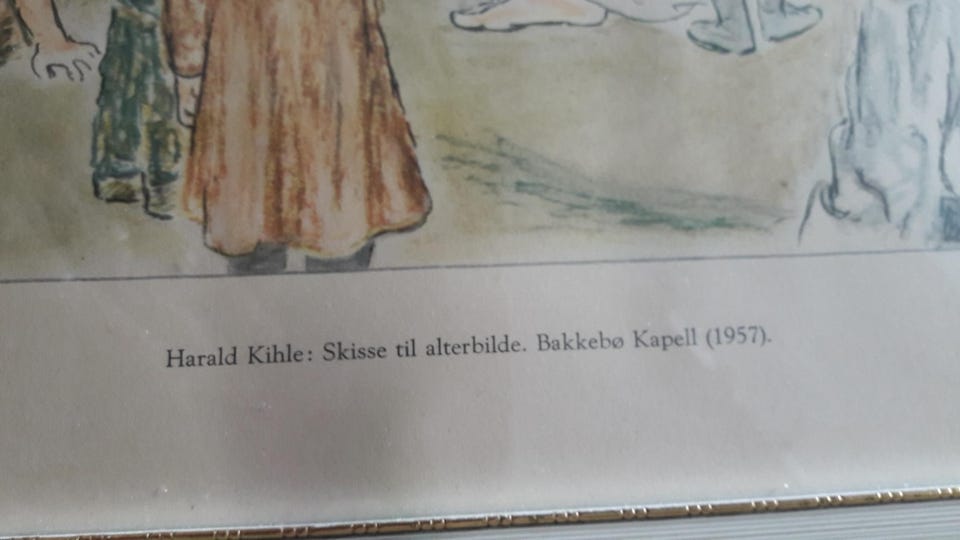 Harald Kihle: Skisse til alterbilde. Bakkebø Kapell (1957).